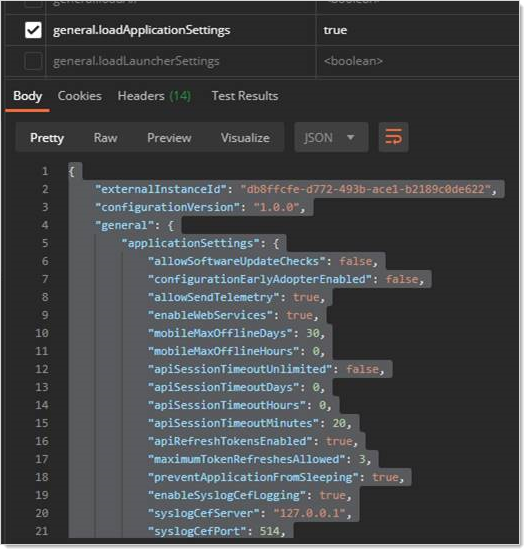 general.loadApplicationSettings true
general.loadLauncherSettings <boolean>
Body Cookies Headers (14) Test Results
Pretty Raw Preview Visualize JSON
1 {
2 "externalInstanceId": "db8ffcfe-d772-493b-ace1-b2189c0de622",
3 "configurationVersion": "1.0.0",
4 "general": {
5 "applicationSettings": {
6 "allowSoftwareUpdateChecks": false,
7 "configurationEarlyAdopterEnabled": false,
8 "allowSendTelemetry": true,
9 "enableWebServices": true,
10 "mobileMaxOfflineDays": 30,
11 "mobileMaxOfflineHours": 0,
12 "apiSessionTimeoutUnlimited": false,
13 "apiSessionTimeoutDays": 0,
14 "apiSessionTimeoutHours": 0,
15 "apiSessionTimeoutMinutes": 20,
16 "apiRefreshTokensEnabled": true,
17 "maximumTokenRefreshesAllowed": 3,
18 "preventApplicationFromSleeping": true,
19 "enableSyslogCefLogging": true,
20 "syslogCefServer": "127.0.0.1",
21 "syslogCefPort": 514,